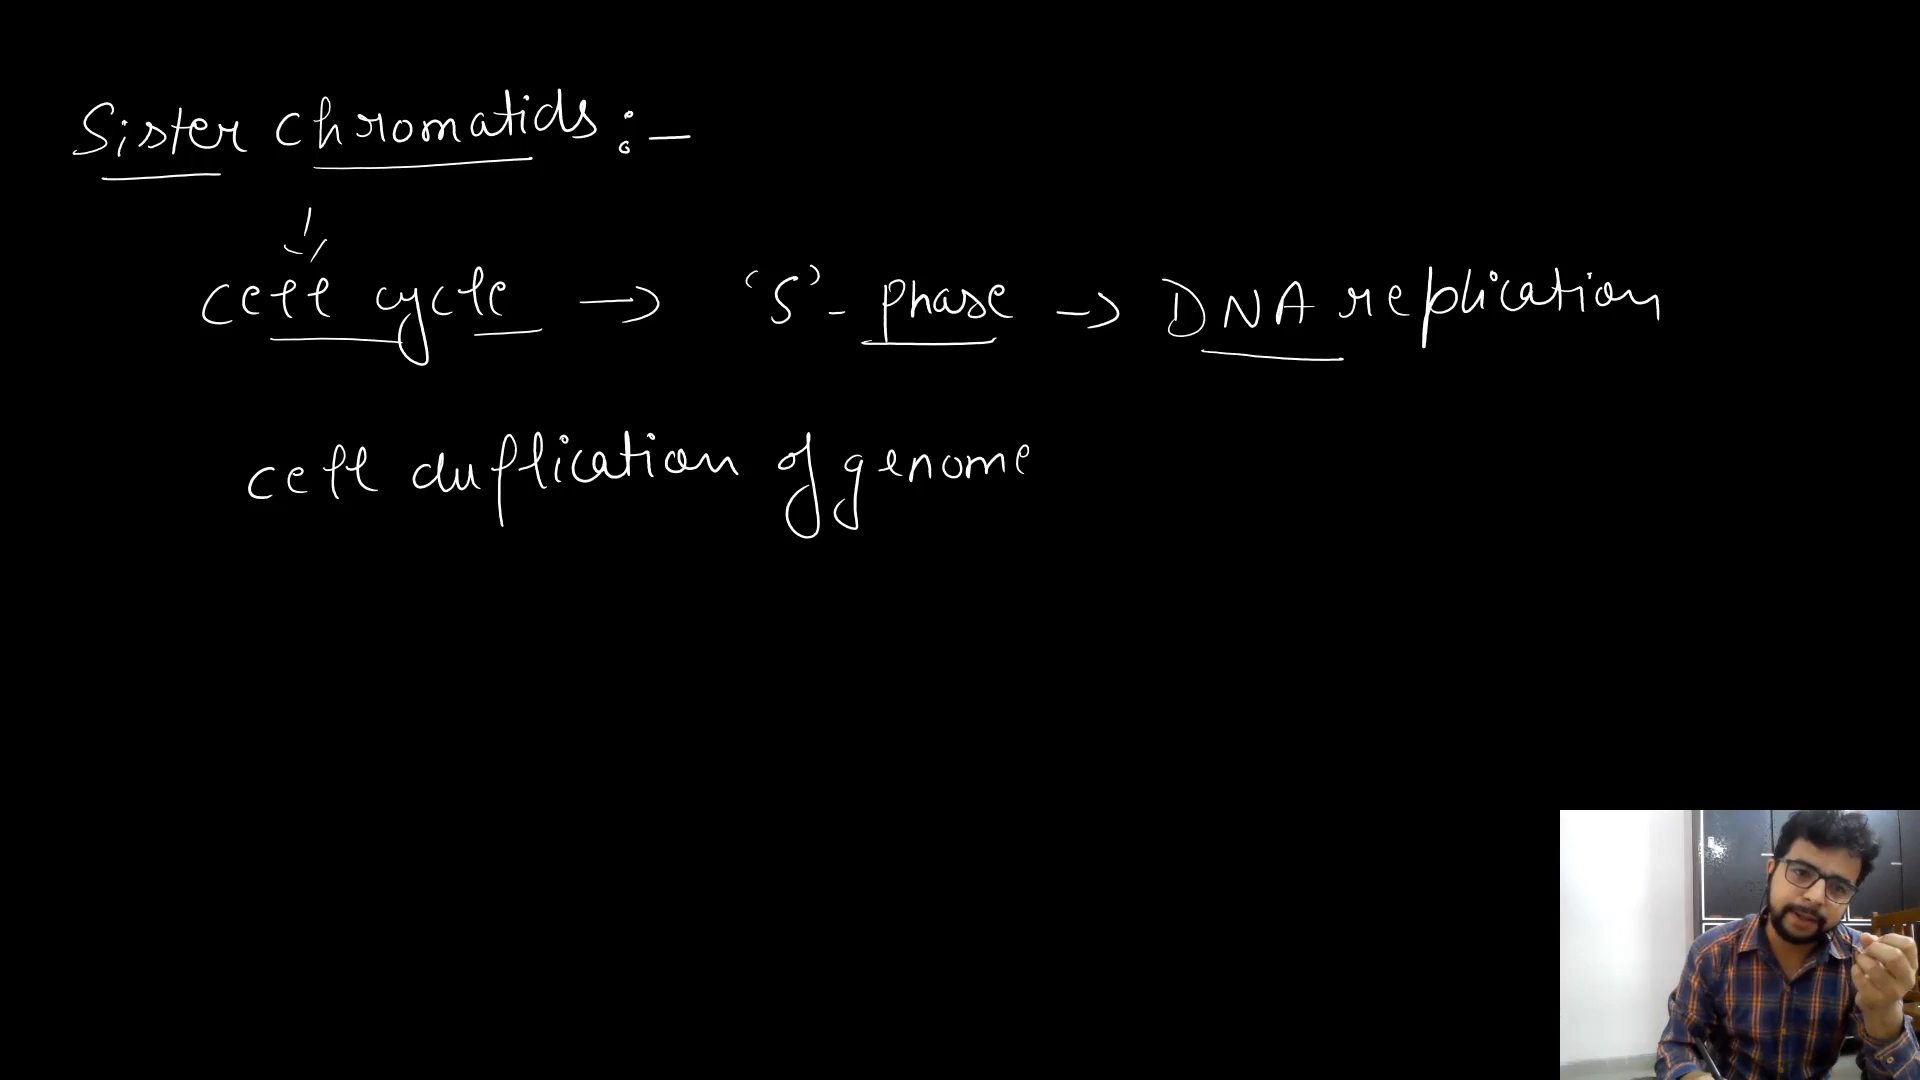 Sister chromatids :-
cell cycle → 'S' - phase → DNA replication
cell duplication of genome